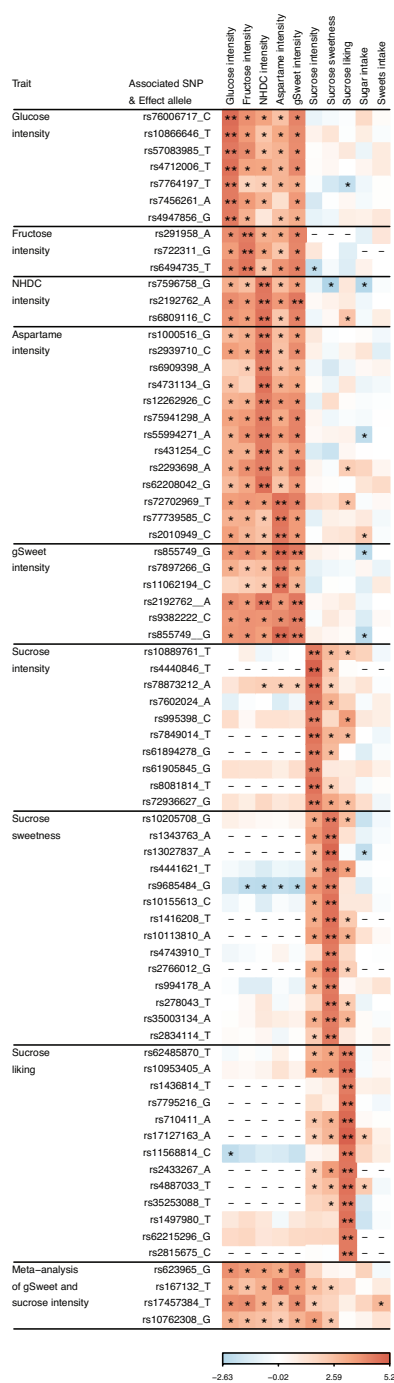 Glucose intensity
Fructose intensity
NHDC intensity
Aspartame intensity
gSweet intensity
Sucrose intensity
Sucrose sweetness
Sucrose liking
Sugar intake
Sweets intake
Trait Associated SNP
& Effect allele
Glucose rs76006717_C ** * * * *
intensity rs10866646_T ** * * * *
rs57083985_T ** * * * *
rs4712006_T ** * * * *
rs7764197_T ** * * * * *
rs7456261_A ** * * * *
rs4947856_G ** * * *
Fructose rs291958_A * ** * * * – – –
intensity rs722311_G * ** * * * – –
rs6494735_T * ** * * * *
NHDC rs7596758_G * * ** * * * *
intensity rs2192762_A * * ** * **
rs6809116_C * * ** * * *
Aspartame rs1000516_G * * ** * *
intensity rs2939710_C * * ** * *
rs6909398_A * ** * *
rs4731134_G * ** * *
rs12262926_C * * ** * *
rs75941298_A * * ** * *
rs55994271_A * * ** * * *
rs431254_C * * ** * *
rs2293698_A * * ** * * *
rs62208042_G * * ** * *
rs72702969_T * * * ** * *
rs77739585_C * * * ** *
rs2010949_C * * * ** * *
gSweet rs855749_G * * * ** ** *
intensity rs7897266_G * * * ** *
rs11062194_C * * ** *
rs2192762__A * * ** * **
rs9382222_C * * * * **
rs855749__G * * * ** ** *
Sucrose rs10889761_T ** * *
intensity rs4440846_T – – – – – ** * – –
rs78873212_A * * * ** *
rs7602024_A ** *
rs995398_C ** *
rs7849014_T – – – – – ** * *
rs61894278_G – – – – – ** *
rs61905845_G **
rs8081814_T – – – – – ** *
rs72936627_G * * * * * ** * *
Sucrose rs10205708_G * ** *
sweetness rs1343763_A – – – – – * **
rs13027837_A – – – – – * ** *
rs4441621_T * ** *
rs9685484_G * * * * * **
rs10155613_C * **
rs1416208_T – – – – – * ** * – –
rs10113810_A – – – – – * ** *
rs4743910_T **
rs2766012_G – – – – – * ** * – –
rs994178_A * **
rs278043_T ** *
rs35003134_A * ** *
rs2834114_T * **
Sucrose rs62485870_T * * **
liking rs10953405_A * * **
rs1436814_T – – – – – **
rs7795216_G – – – – – **
rs710411_A – – – – – * * **
rs17127163_A – – – – – * * ** *
rs11568814_C * **
rs2433267_A – – – – – * * ** – –
rs4887033_T – – – – – * * ** *
rs35253088_T – – – – – * **
rs1497980_T **
rs62215296_G **
rs2815675_C – – – – – ** – –
Meta−analysis rs623965_G * * * * *
of gSweet and rs167132_T * * * * * * *
sucrose intensity rs17457384_T * * * * * * *
rs10762308_G * * * * * * *
−2.63 −0.02 2.59 5.2